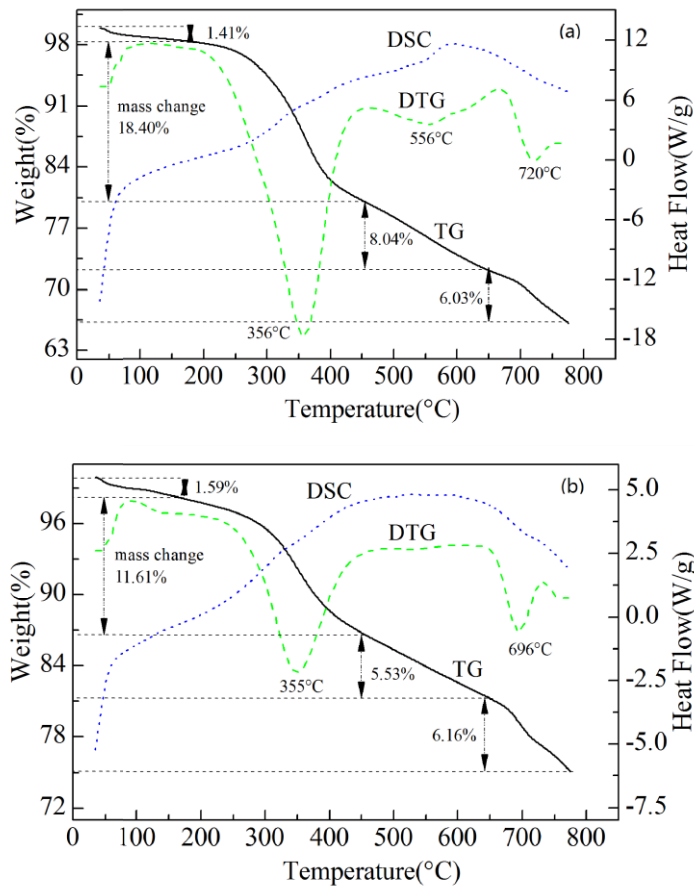 (a)
1.41%
DSC
98
12
91
6
mass change
18.40%
DTG
556°C
720°C
84
0
Weight(%)
Heat Flow(W/g)
77
-6
8.04%
TG
70
-12
6.03%
356°C
63
-18
0 100 200 300 400 500 600 700 800
Temperature(°C)
(b)
1.59%
DSC
5.0
96
DTG
2.5
mass change
11.61%
90
0.0
Weight(%)
Heat Flow(W/g)
696°C
84
355°C
5.53%
TG
-2.5
78
6.16%
-5.0
72
-7.5
0 100 200 300 400 500 600 700 800
Temperature(°C)